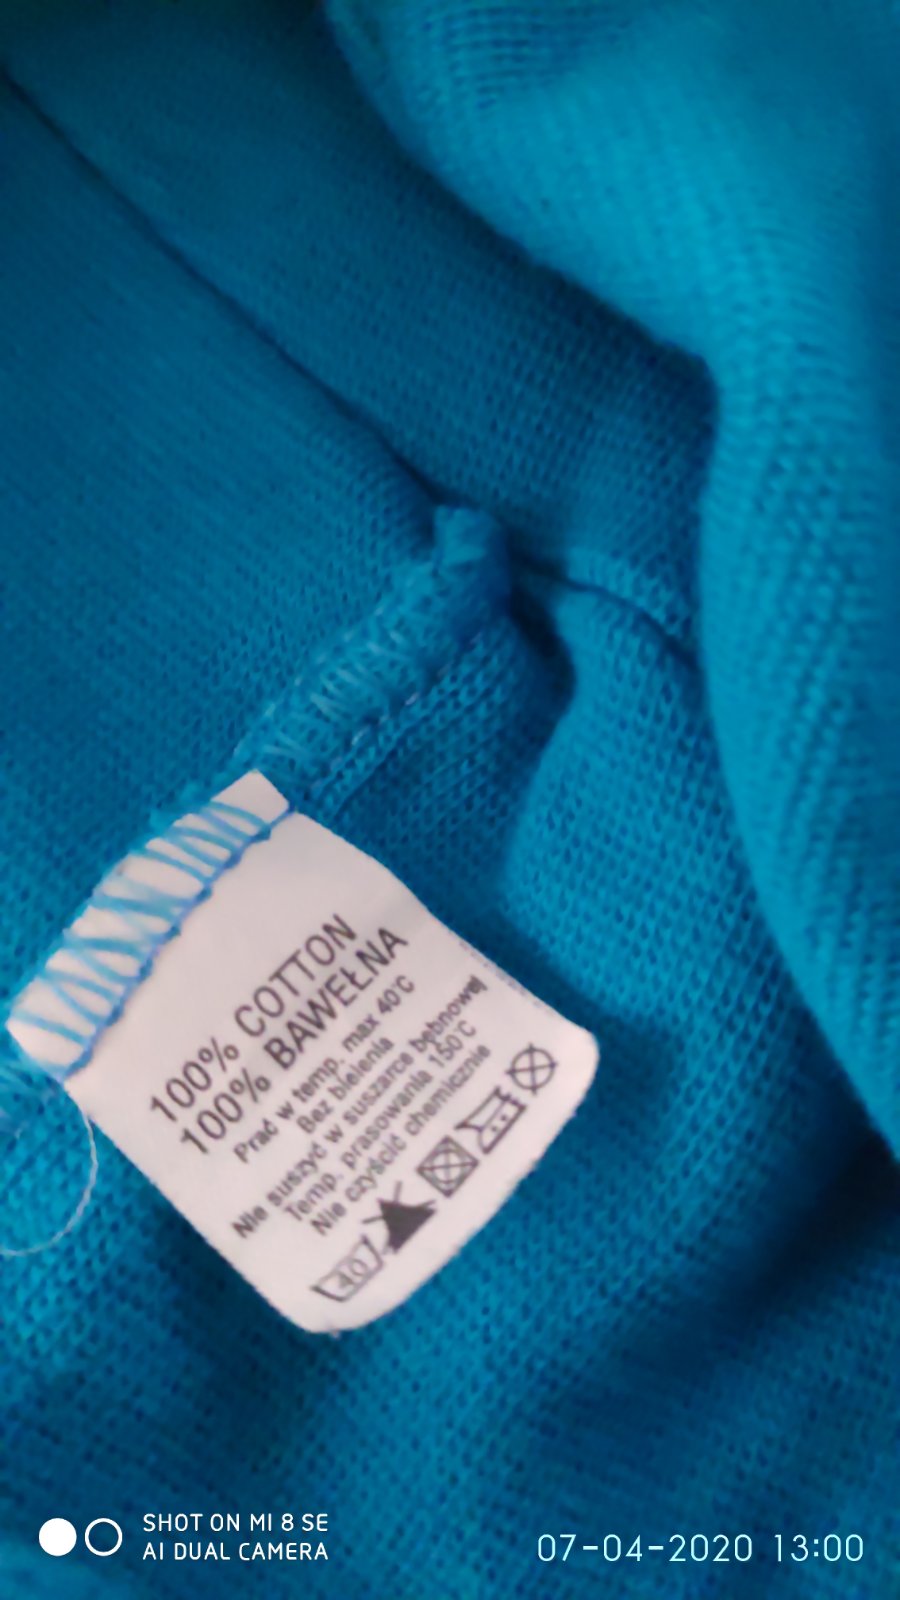 100% COTTON
100% BAWEŁNA
Prać w temp. max 40°C
Bez bielenia
Nie suszyć w suszarce bębnowej
Temp. prasowania 150°C
Nie czyścić chemicznie
40
SHOT ON MI 8 SE
AI DUAL CAMERA
07-04-2020 13:00